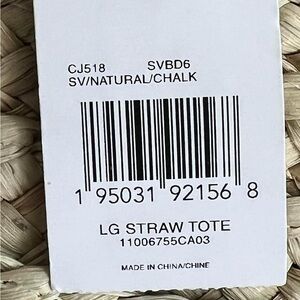 CJ518 SVBD6
SV/NATURAL/CHALK
1 95031 92156 8
LG STRAW TOTE
11006755CA03
MADE IN CHINA/CHINE